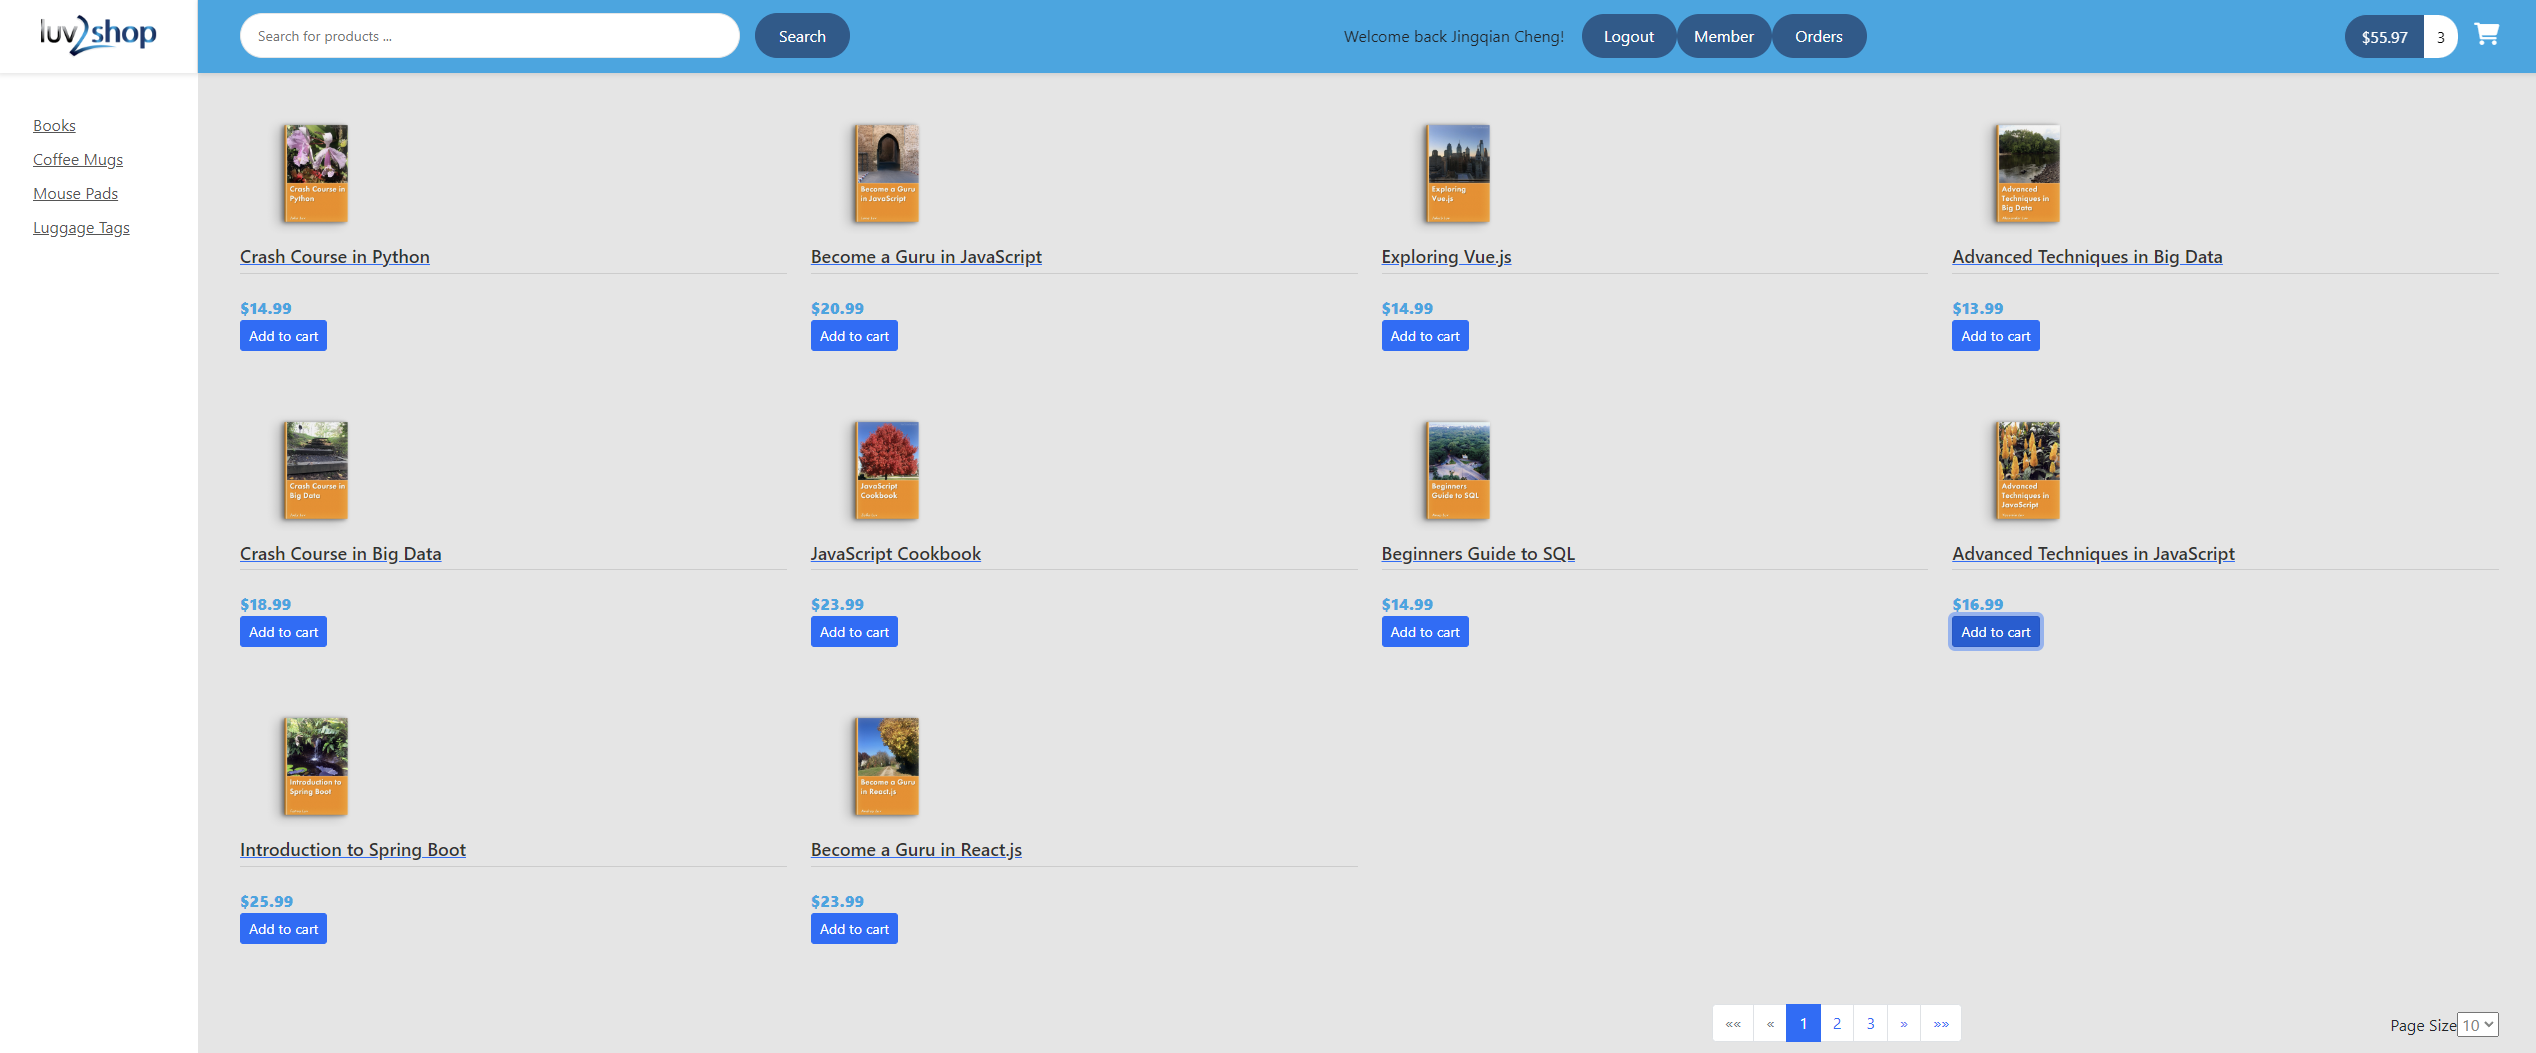 luv2shop
Search for products ...
Search
Welcome back Jingqian Cheng!
Logout
Member
Orders
$55.97
3
Books
Coffee Mugs
Mouse Pads
Luggage Tags
Crash Course in
Python
Crash Course in Python
$14.99
Add to cart
Become a Guru
in JavaScript
Become a Guru in JavaScript
$20.99
Add to cart
Exploring
Vue.js
Exploring Vue.js
$14.99
Add to cart
Advanced
Techniques in
Big Data
Advanced Techniques in Big Data
$13.99
Add to cart
Crash Course in
Big Data
Crash Course in Big Data
$18.99
Add to cart
JavaScript
Cookbook
JavaScript Cookbook
$23.99
Add to cart
Beginners
Guide to SQL
Beginners Guide to SQL
$14.99
Add to cart
Advanced
Techniques in
JavaScript
Advanced Techniques in JavaScript
$16.99
Add to cart
Introduction to
Spring Boot
Introduction to Spring Boot
$25.99
Add to cart
Become a Guru
in React.js
Become a Guru in React.js
$23.99
Add to cart
«« « 1 2 3 » »»
Page Size 10